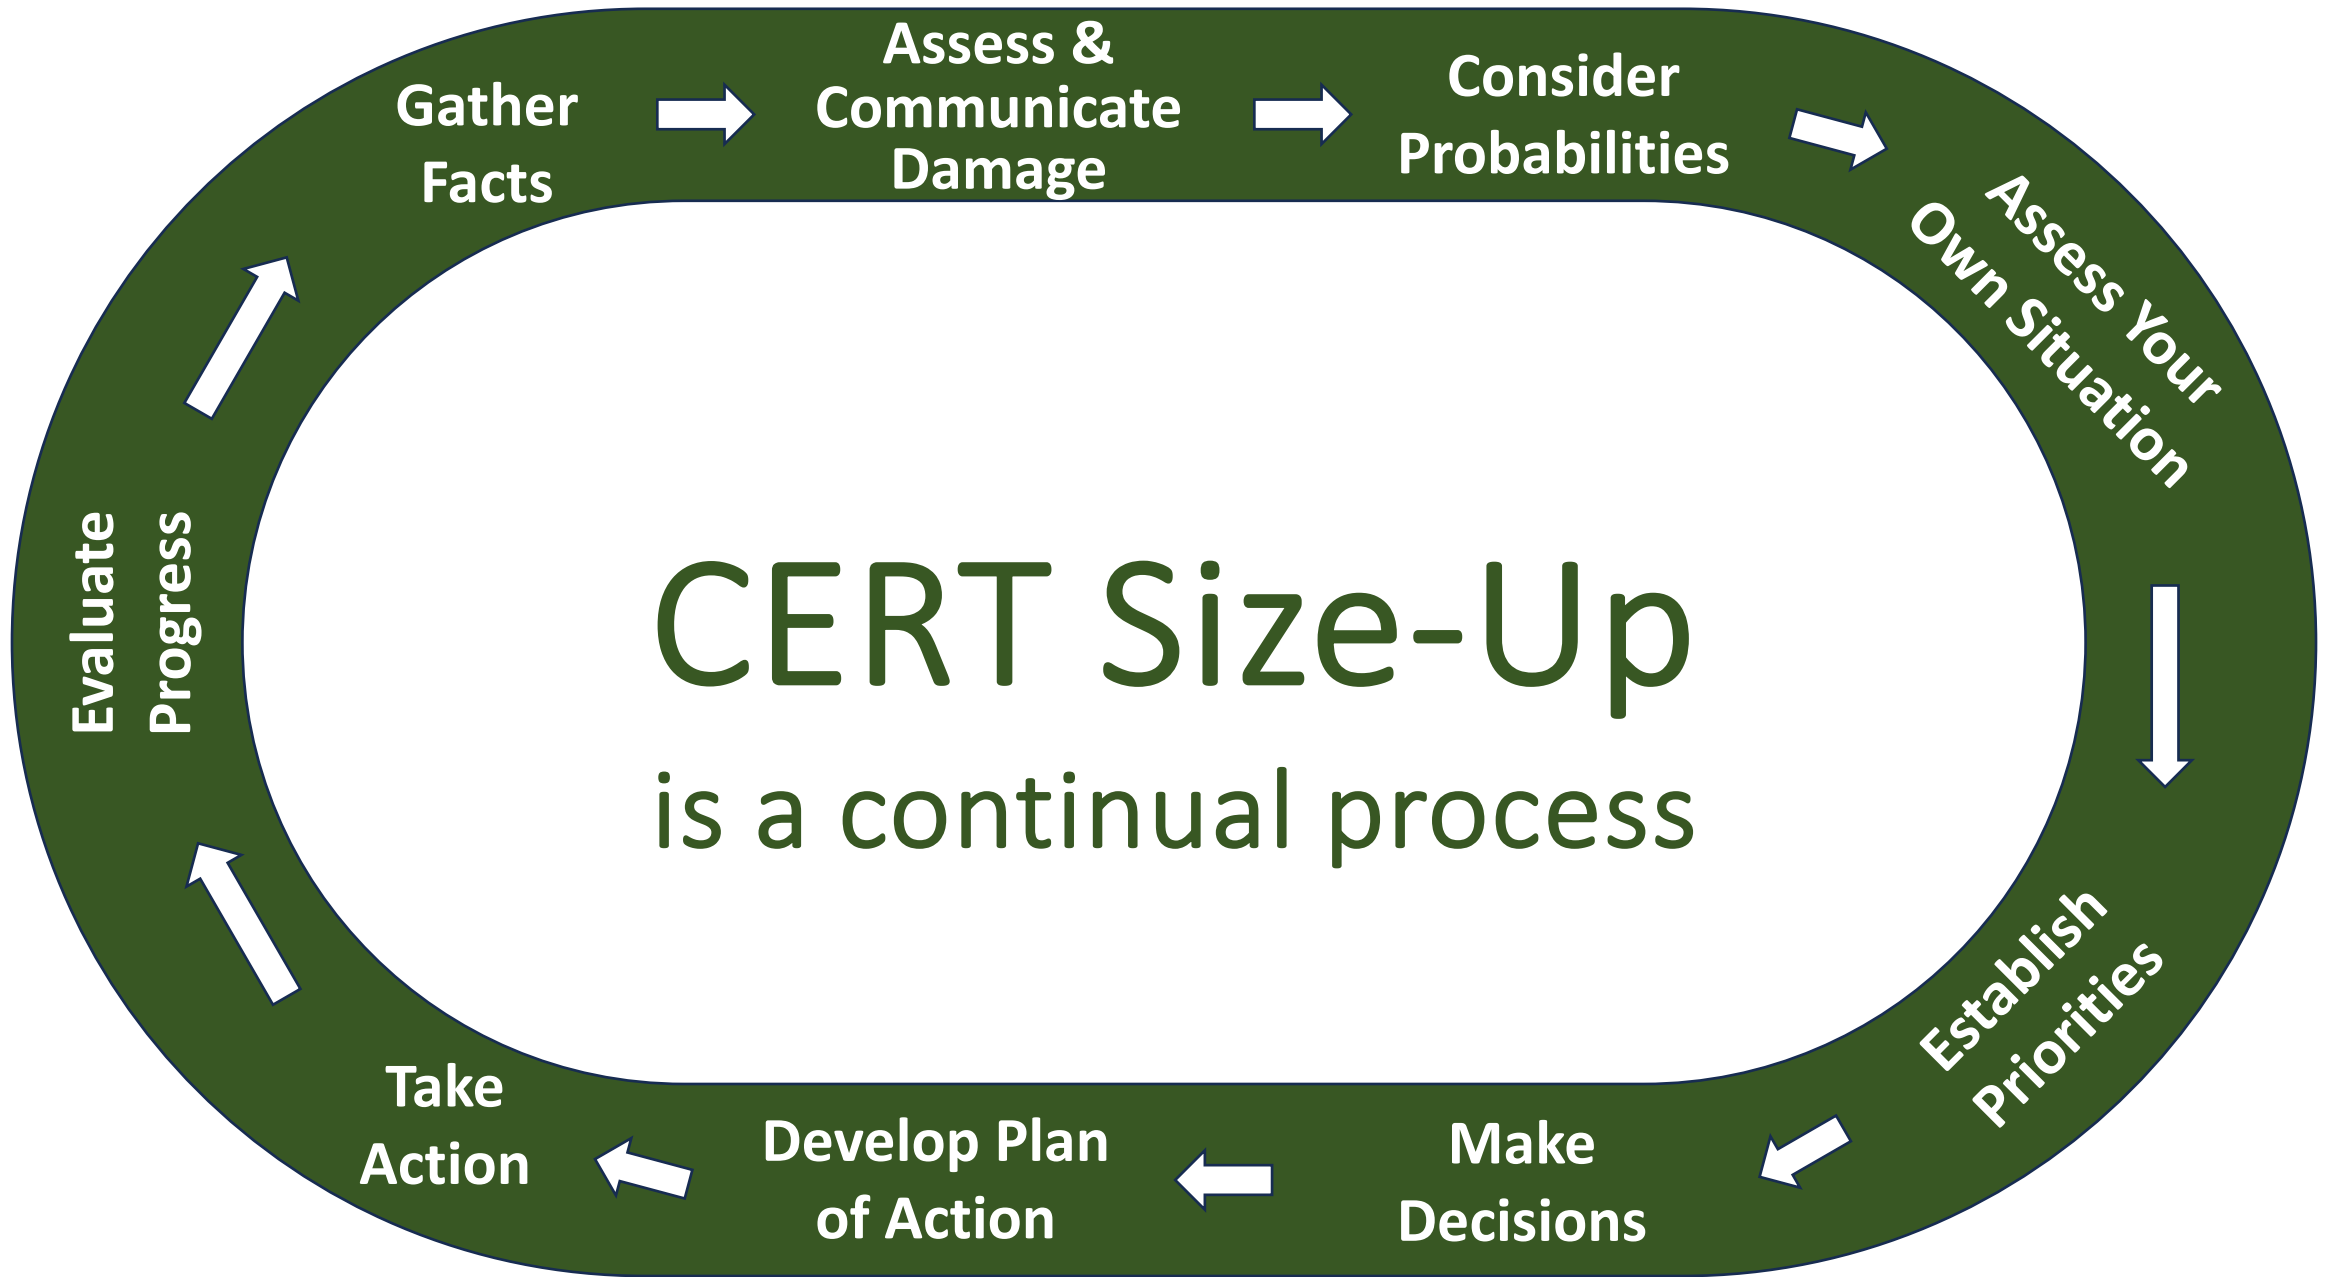 Gather
Facts
Assess &
Communicate
Damage
Consider
Probabilities
Assess Your
Own Situation
Establish
Priorities
Make
Decisions
Develop Plan
of Action
Take
Action
Evaluate
Progress
CERT Size-Up
is a continual process